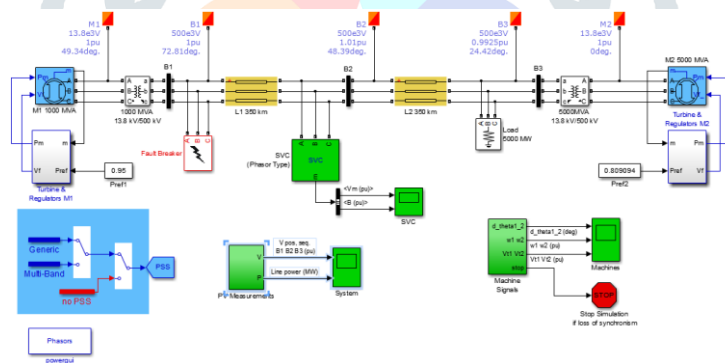 M1
13.8e3V
1pu
49.34deg.
B1
500e3V
1pu
72.81deg.
B2
500e3V
1.01pu
48.39deg.
B3
500e3V
0.9925pu
24.42deg.
M2
13.8e3V
1pu
0deg.
M1 1000 MVA
1000 MVA
13.8 kV/500 kV
B1
L1 350 km
B2
L2 350 km
B3
5000MVA
13.8 kV/500 kV
M2 5000 MVA
Pm
m
Vf
Pref
Turbine &
Regulators M1
0.95
Pref1
Fault Breaker
SVC
(Phasor Type)
SVC
<Vm (pu)>
<B (pu)>
SVC
Load
5000 MW
0.809094
Pref2
Pm
m
Vf
Pref
Turbine &
Regulators M2
Generic
Multi-Band
no PSS
PSS
V pos. seq.
B1 B2 B3 (pu)
V
P
Line power (MW)
Measurements
System
d_theta1_2
w1 w2
Vt1 Vt2
stop
d_theta1_2 (deg)
w1 w2 (pu)
Vt1 Vt2 (pu)
Machine
Signals
Machines
STOP
Stop Simulation
if loss of synchronism
Phasors
powergui